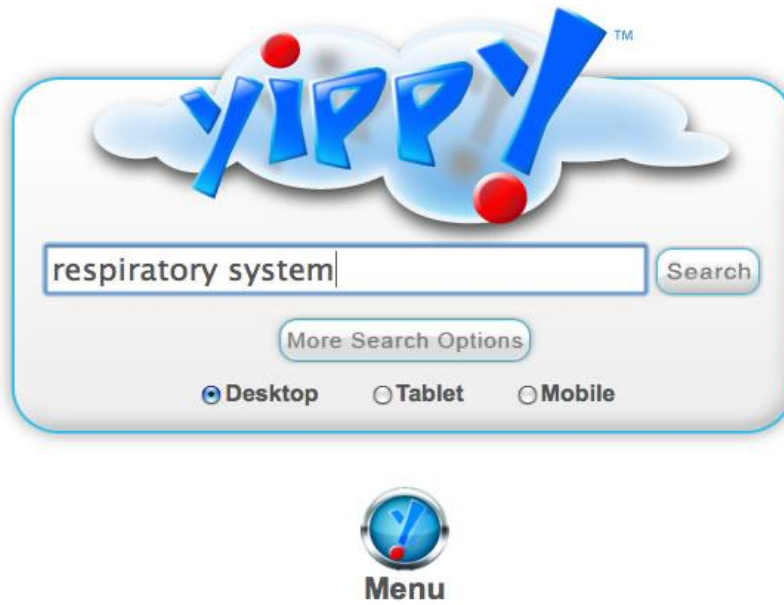 yippy!
TM
respiratory system
Search
More Search Options
Desktop Tablet Mobile
Menu